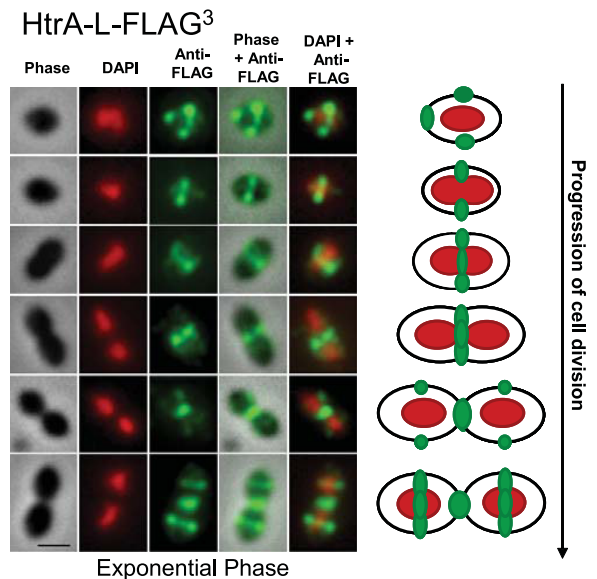 HtrA-L-FLAG³
Phase
DAPI
Anti-
FLAG
Phase
+ Anti-
FLAG
DAPI +
Anti-
FLAG
Progression of cell division
Exponential Phase